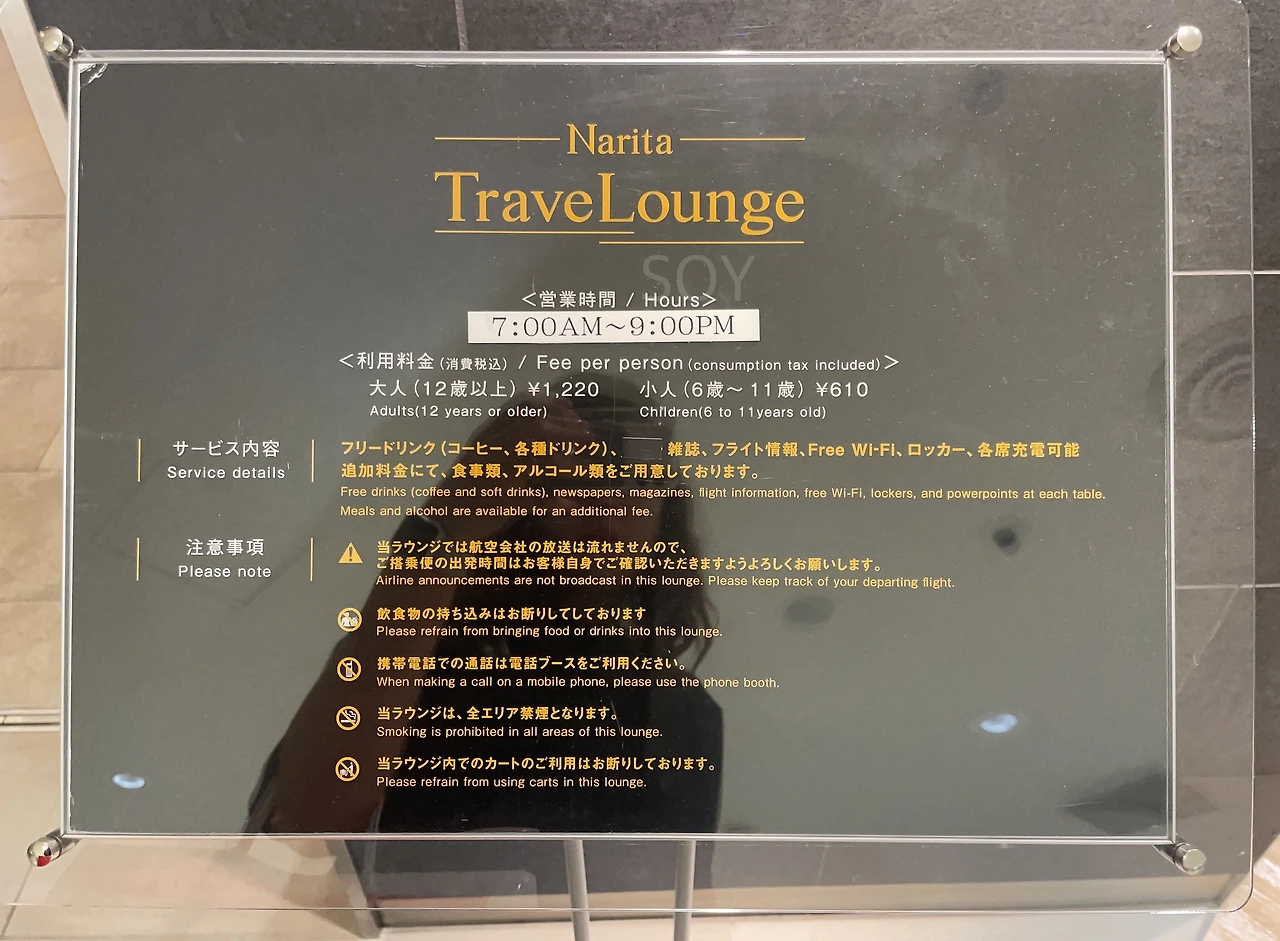 Narita
TraveLounge
SOY
<営業時間 / Hours>
7:00AM～9:00PM
<利用料金(消費税込) / Fee per person(consumption tax included)>
大人(12歳以上) ¥1,220 小人(6歳～11歳) ¥610
Adults(12 years or older) Children(6 to 11years old)
サービス内容
Service details
フリードリンク(コーヒー、各種ドリンク)、 雑誌、フライト情報、Free Wi-Fi、ロッカー、各席充電可能
追加料金にて、食事類、アルコール類をご用意しております。
Free drinks (coffee and soft drinks), newspapers, magazines, flight information, free Wi-Fi, lockers, and powerpoints at each table.
Meals and alcohol are available for an additional fee.
注意事項
Please note
当ラウンジでは航空会社の放送は流れませんので、
ご搭乗便の出発時間はお客様自身でご確認いただきますようよろしくお願いします。
Airline announcements are not broadcast in this lounge. Please keep track of your departing flight.
飲食物の持ち込みはお断りしてしております
Please refrain from bringing food or drinks into this lounge.
携帯電話での通話は電話ブースをご利用ください。
When making a call on a mobile phone, please use the phone booth.
当ラウンジは、全エリア禁煙となります。
Smoking is prohibited in all areas of this lounge.
当ラウンジ内でのカートのご利用はお断りしております。
Please refrain from using carts in this lounge.